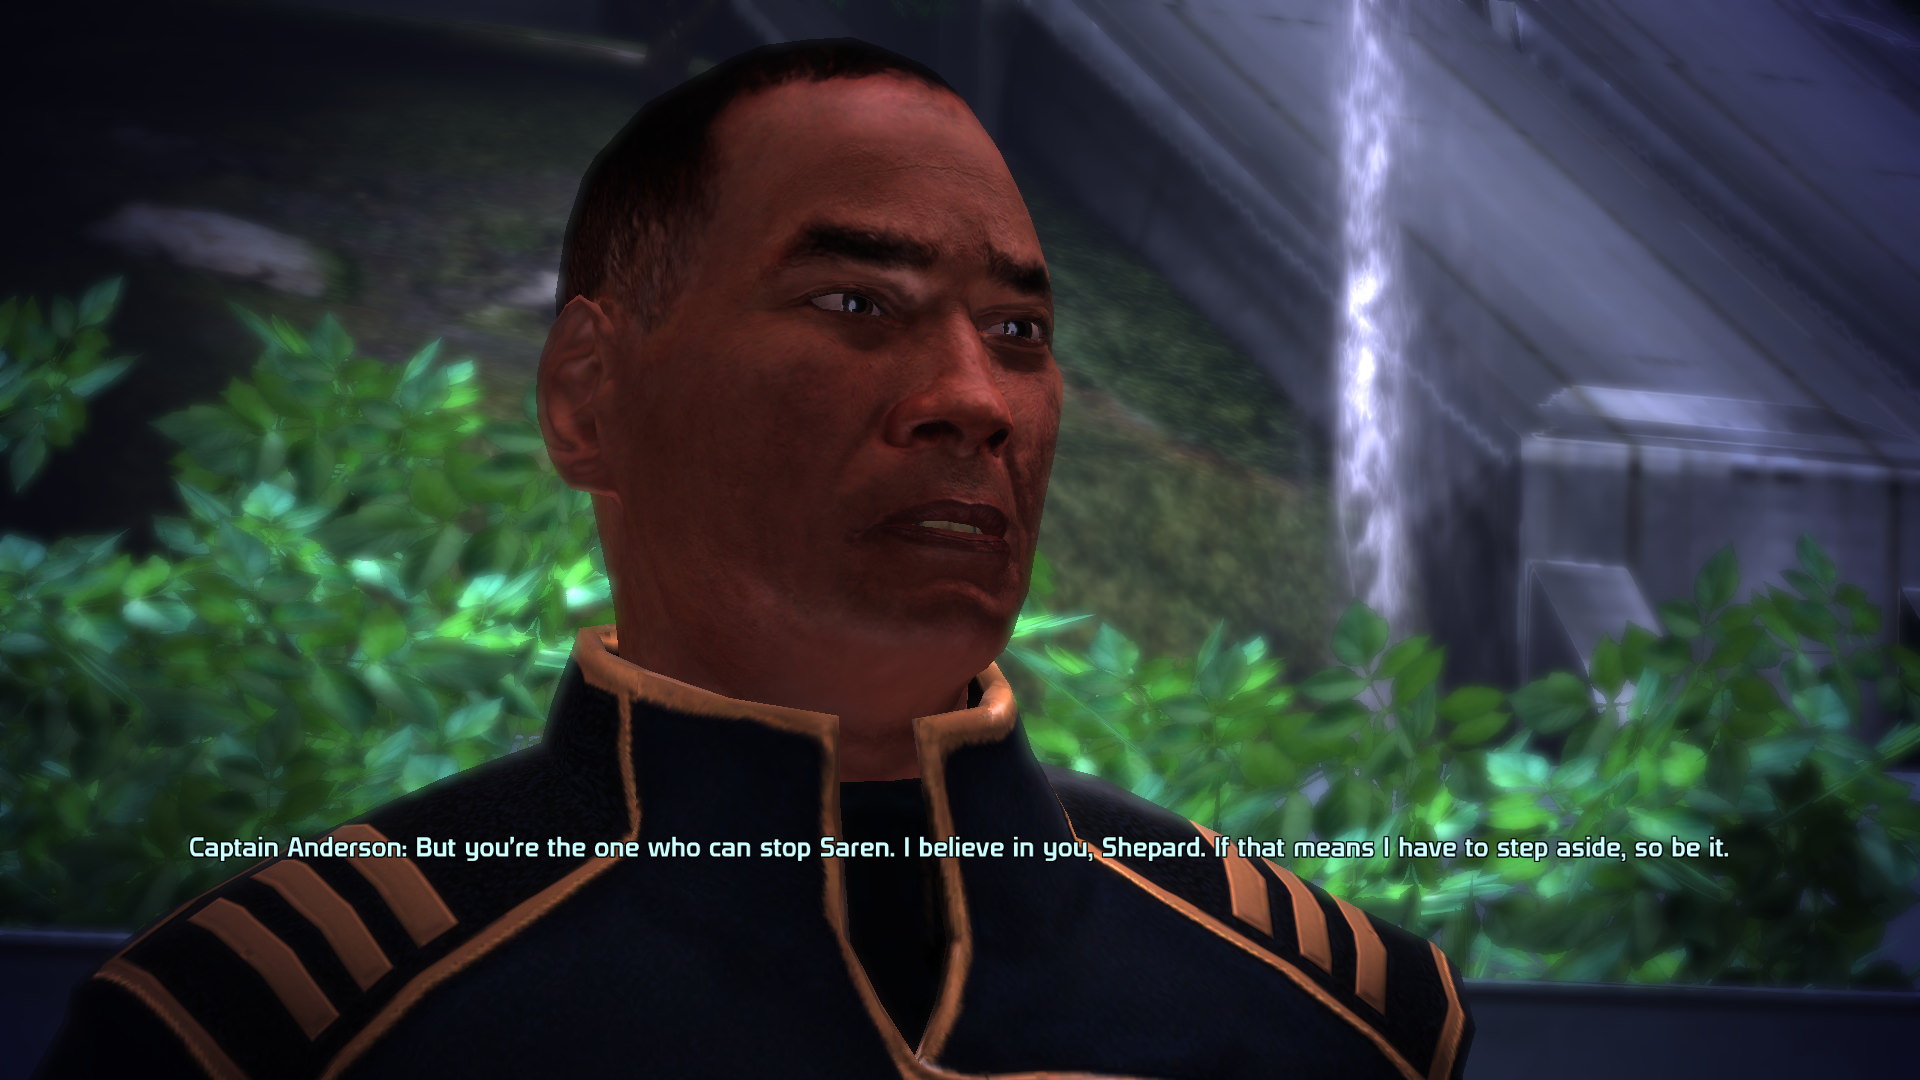 Captain Anderson: But you're the one who can stop Saren. I believe in you, Shepard. If that means I have to step aside, so be it.